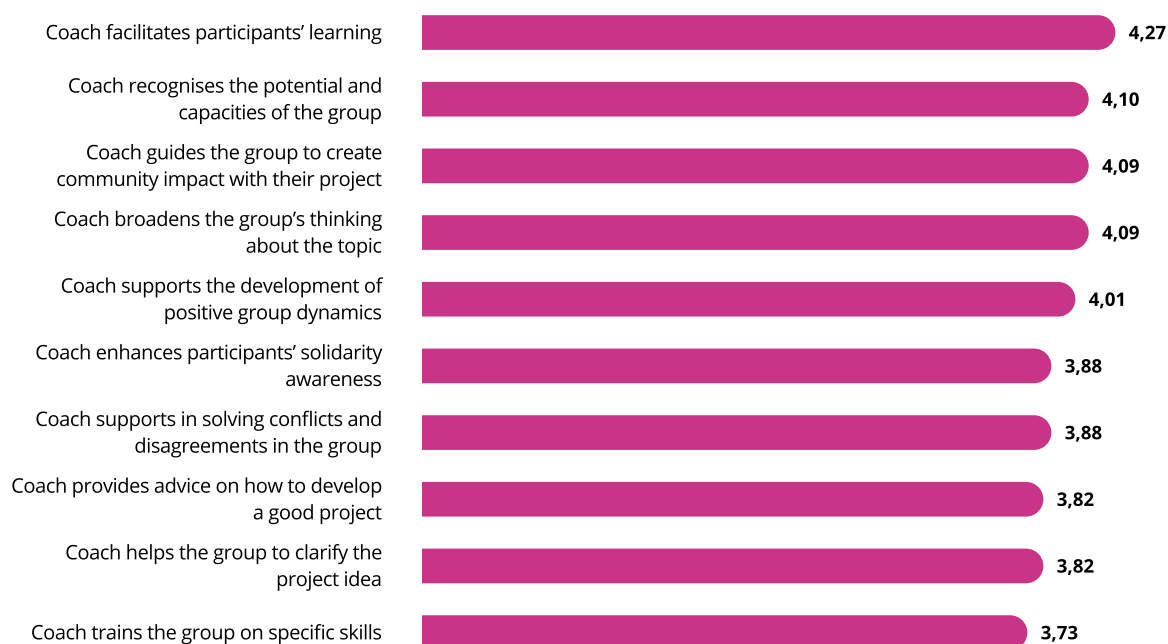 Coach facilitates participants’ learning
4,27
Coach recognises the potential and
capacities of the group
4,10
Coach guides the group to create
community impact with their project
4,09
Coach broadens the group’s thinking
about the topic
4,09
Coach supports the development of
positive group dynamics
4,01
Coach enhances participants’ solidarity
awareness
3,88
Coach supports in solving conflicts and
disagreements in the group
3,88
Coach provides advice on how to develop
a good project
3,82
Coach helps the group to clarify the
project idea
3,82
Coach trains the group on specific skills
3,73